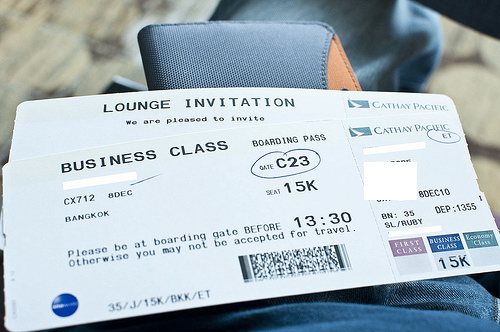 LOUNGE INVITATION
We are pleased to invite
CATHAY PACIFIC
BUSINESS CLASS
BOARDING PASS
GATE C23
CX712 8DEC
SEAT 15K
BANGKOK
Please be at boarding gate BEFORE 13:30
Otherwise you may not be accepted for travel.
35/J/15K/BKK/ET
CATHAY PACIFIC
ET
8DEC10
BN: 35 DEP:1355
SL/RUBY
FIRST CLASS
BUSINESS CLASS
Economy Class
15K